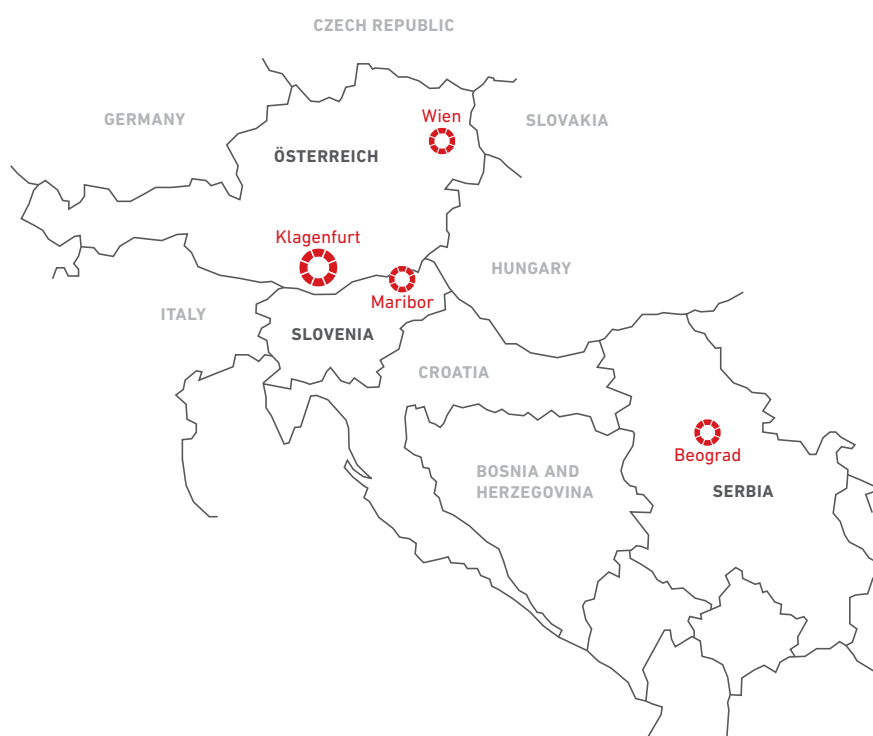 CZECH REPUBLIC
GERMANY
Wien
SLOVAKIA
ÖSTERREICH
Klagenfurt
HUNGARY
Maribor
ITALY
SLOVENIA
CROATIA
Beograd
BOSNIA AND
HERZEGOVINA
SERBIA